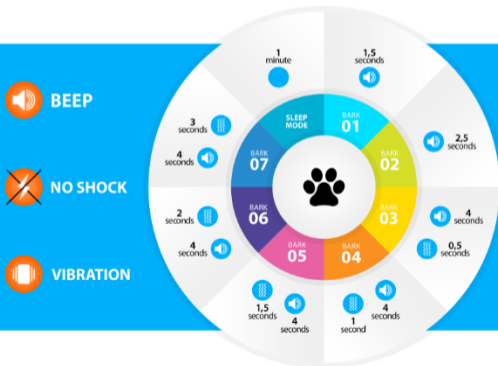 BEEP
NO SHOCK
VIBRATION
1
minute
1,5
seconds
2,5
seconds
4
seconds
0,5
seconds
4
seconds
1
second
1,5
seconds
4
seconds
2
seconds
4
seconds
3
seconds
4
seconds
SLEEP
MODE
BARK
01
BARK
02
BARK
03
BARK
04
BARK
05
BARK
06
BARK
07